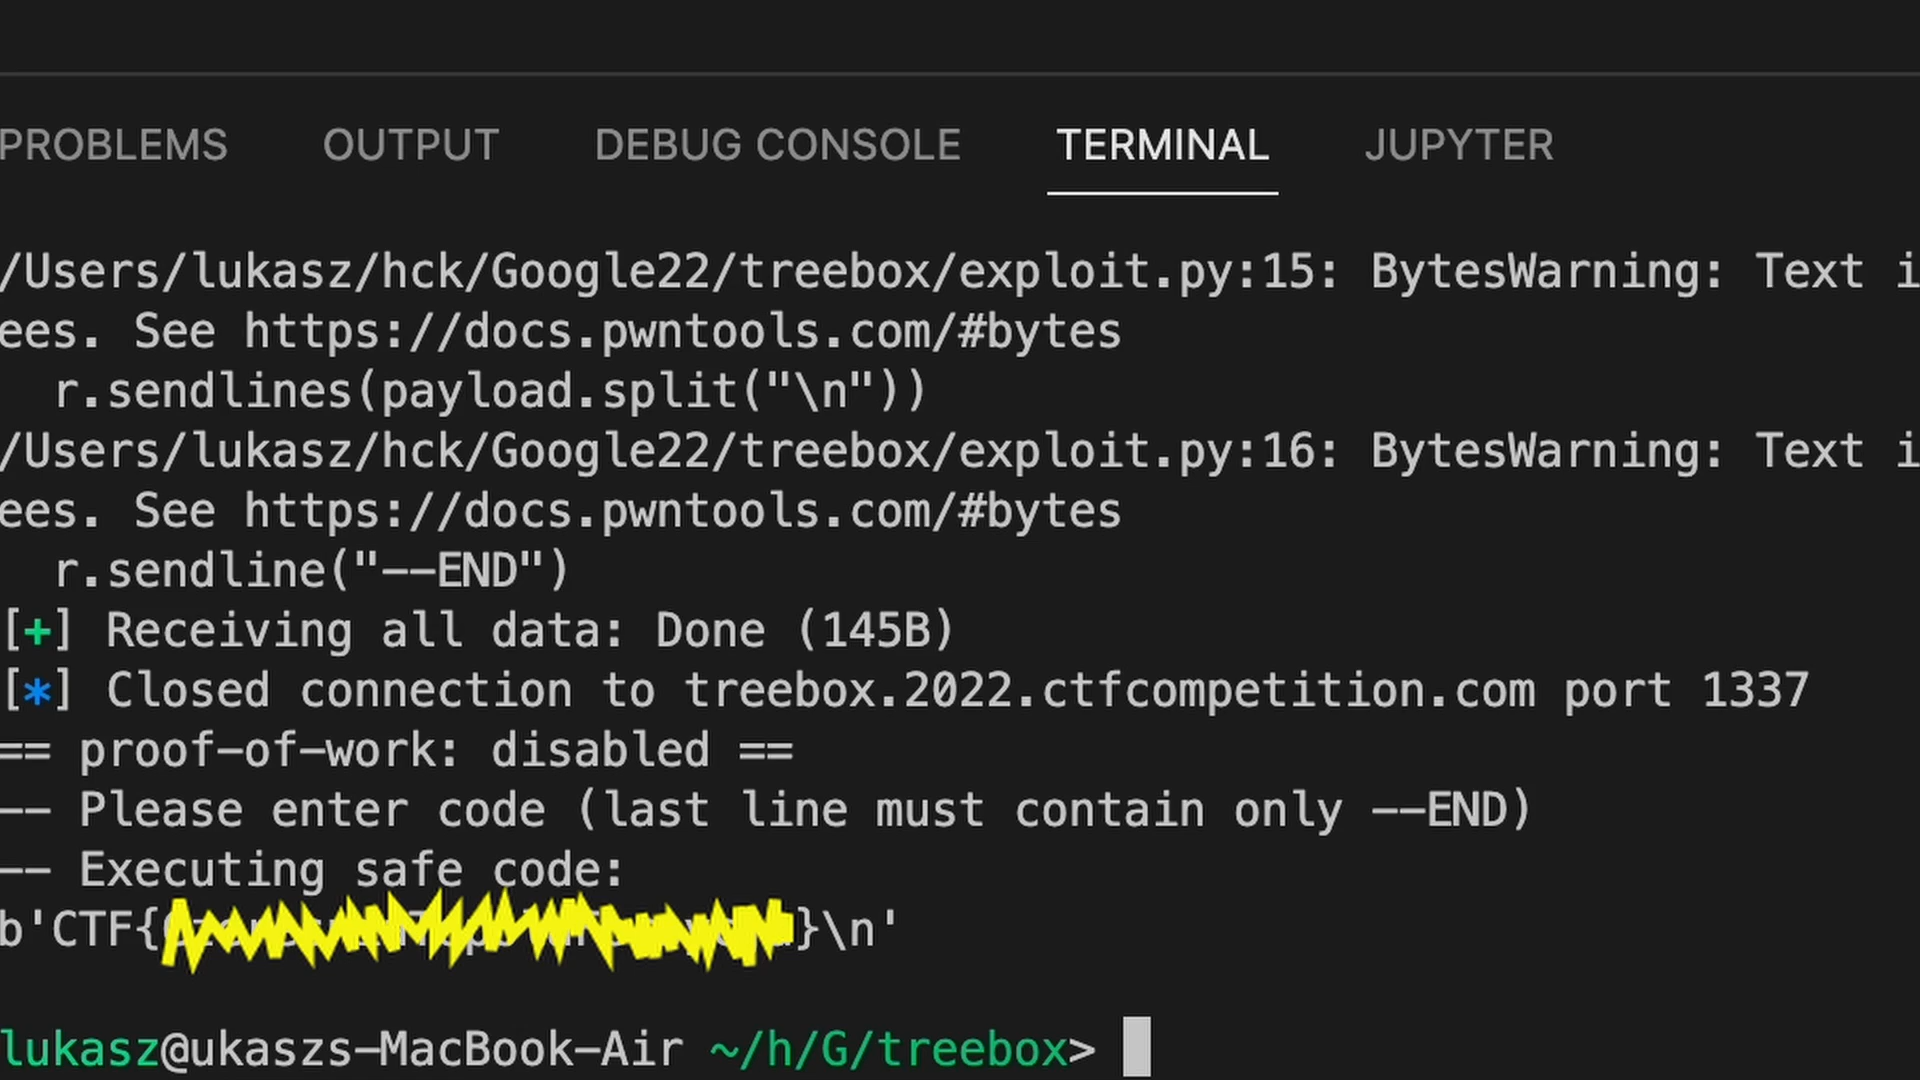 PROBLEMS OUTPUT DEBUG CONSOLE TERMINAL JUPYTER
/Users/lukasz/hck/Google22/treebox/exploit.py:15: BytesWarning: Text i
ees. See https://docs.pwntools.com/#bytes
r.sendlines(payload.split("\n"))
/Users/lukasz/hck/Google22/treebox/exploit.py:16: BytesWarning: Text i
ees. See https://docs.pwntools.com/#bytes
r.sendline("--END")
[+] Receiving all data: Done (145B)
[*] Closed connection to treebox.2022.ctfcompetition.com port 1337
== proof-of-work: disabled ==
-- Please enter code (last line must contain only --END)
-- Executing safe code:
b'CTF{ }\n'
lukasz@ukaszs-MacBook-Air ~/h/G/treebox>